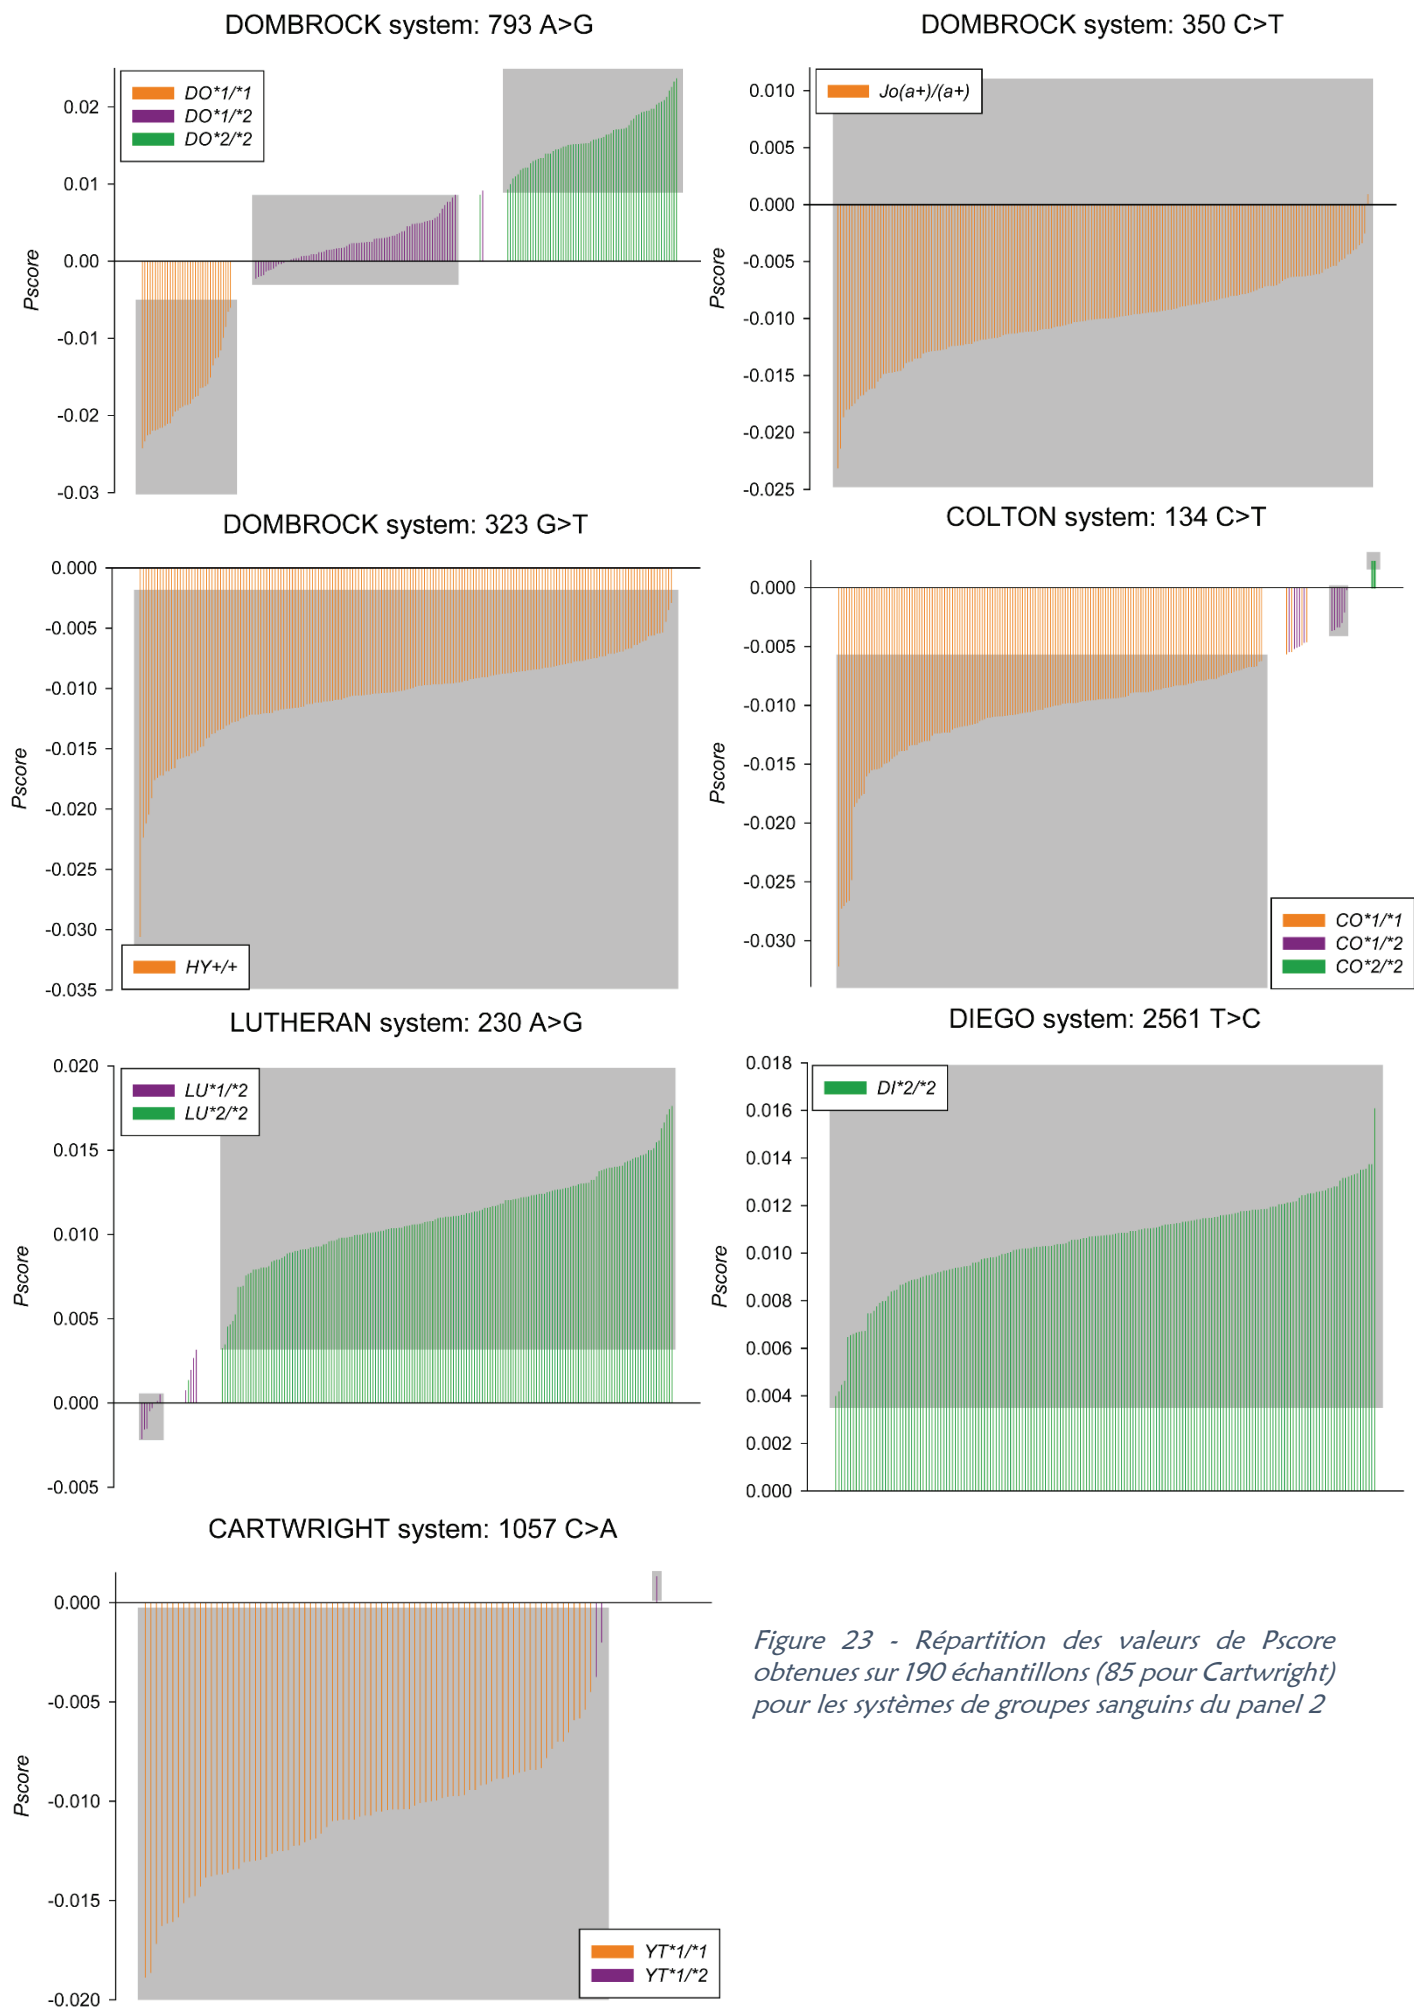 DOMBROCK system: 793 A>G
DO*1/*1
DO*1/*2
DO*2/*2
Pscore
0.02
0.01
0.00
-0.01
-0.02
-0.03
DOMBROCK system: 350 C>T
Jo(a+)/(a+)
Pscore
0.010
0.005
0.000
-0.005
-0.010
-0.015
-0.020
-0.025
DOMBROCK system: 323 G>T
HY+/+
Pscore
0.000
-0.005
-0.010
-0.015
-0.020
-0.025
-0.030
-0.035
COLTON system: 134 C>T
CO*1/*1
CO*1/*2
CO*2/*2
Pscore
0.000
-0.005
-0.010
-0.015
-0.020
-0.025
-0.030
LUTHERAN system: 230 A>G
LU*1/*2
LU*2/*2
Pscore
0.020
0.015
0.010
0.005
0.000
-0.005
DIEGO system: 2561 T>C
DI*2/*2
Pscore
0.018
0.016
0.014
0.012
0.010
0.008
0.006
0.004
0.002
0.000
CARTWRIGHT system: 1057 C>A
YT*1/*1
YT*1/*2
Pscore
0.000
-0.005
-0.010
-0.015
-0.020
Figure 23 - Répartition des valeurs de Pscore
obtenues sur 190 échantillons (85 pour Cartwright)
pour les systèmes de groupes sanguins du panel 2